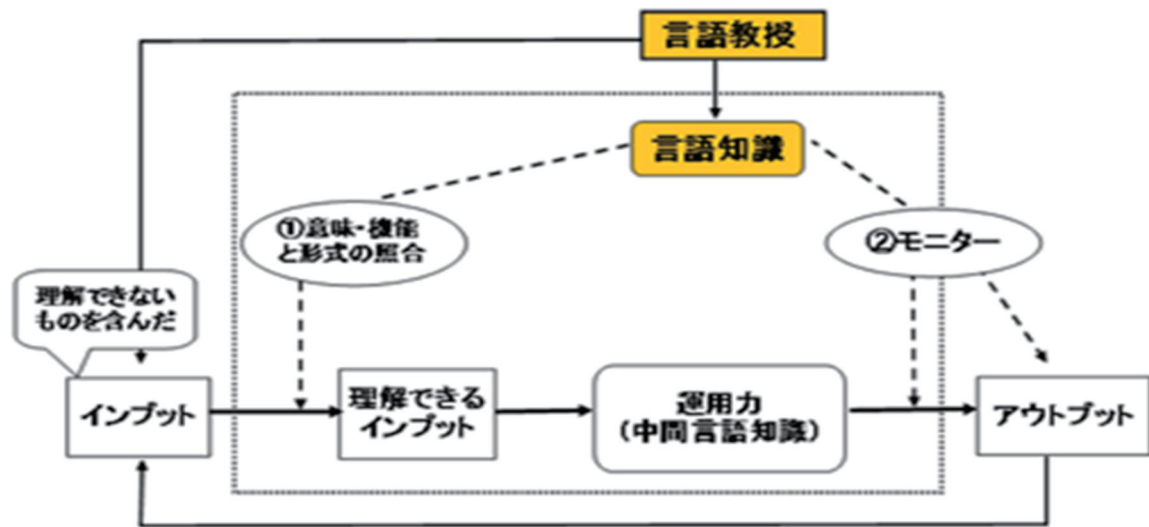 言語教授
言語知識
①意味・機能
と形式の照合
②モニター
理解できない
ものを含んだ
インプット
理解できる
インプット
運用力
(中間言語知識)
アウトプット